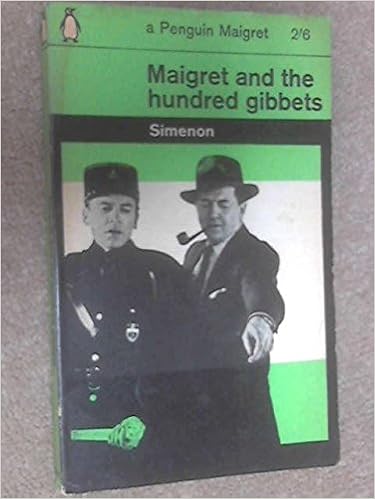 a Penguin Maigret 2/6
Maigret and the
hundred gibbets
Simenon